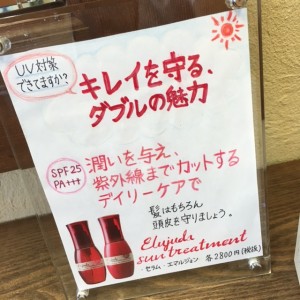 UV対策
できてますか?
キレイを守る、
ダブルの魅力
SPF25
PA+++
潤いを与え、
紫外線までカットする
デイリーケアで
髪はもちろん
頭皮を守りましょう。
Elujuda
sun treatment
セラム・エマルジョン 各2800円(税抜)